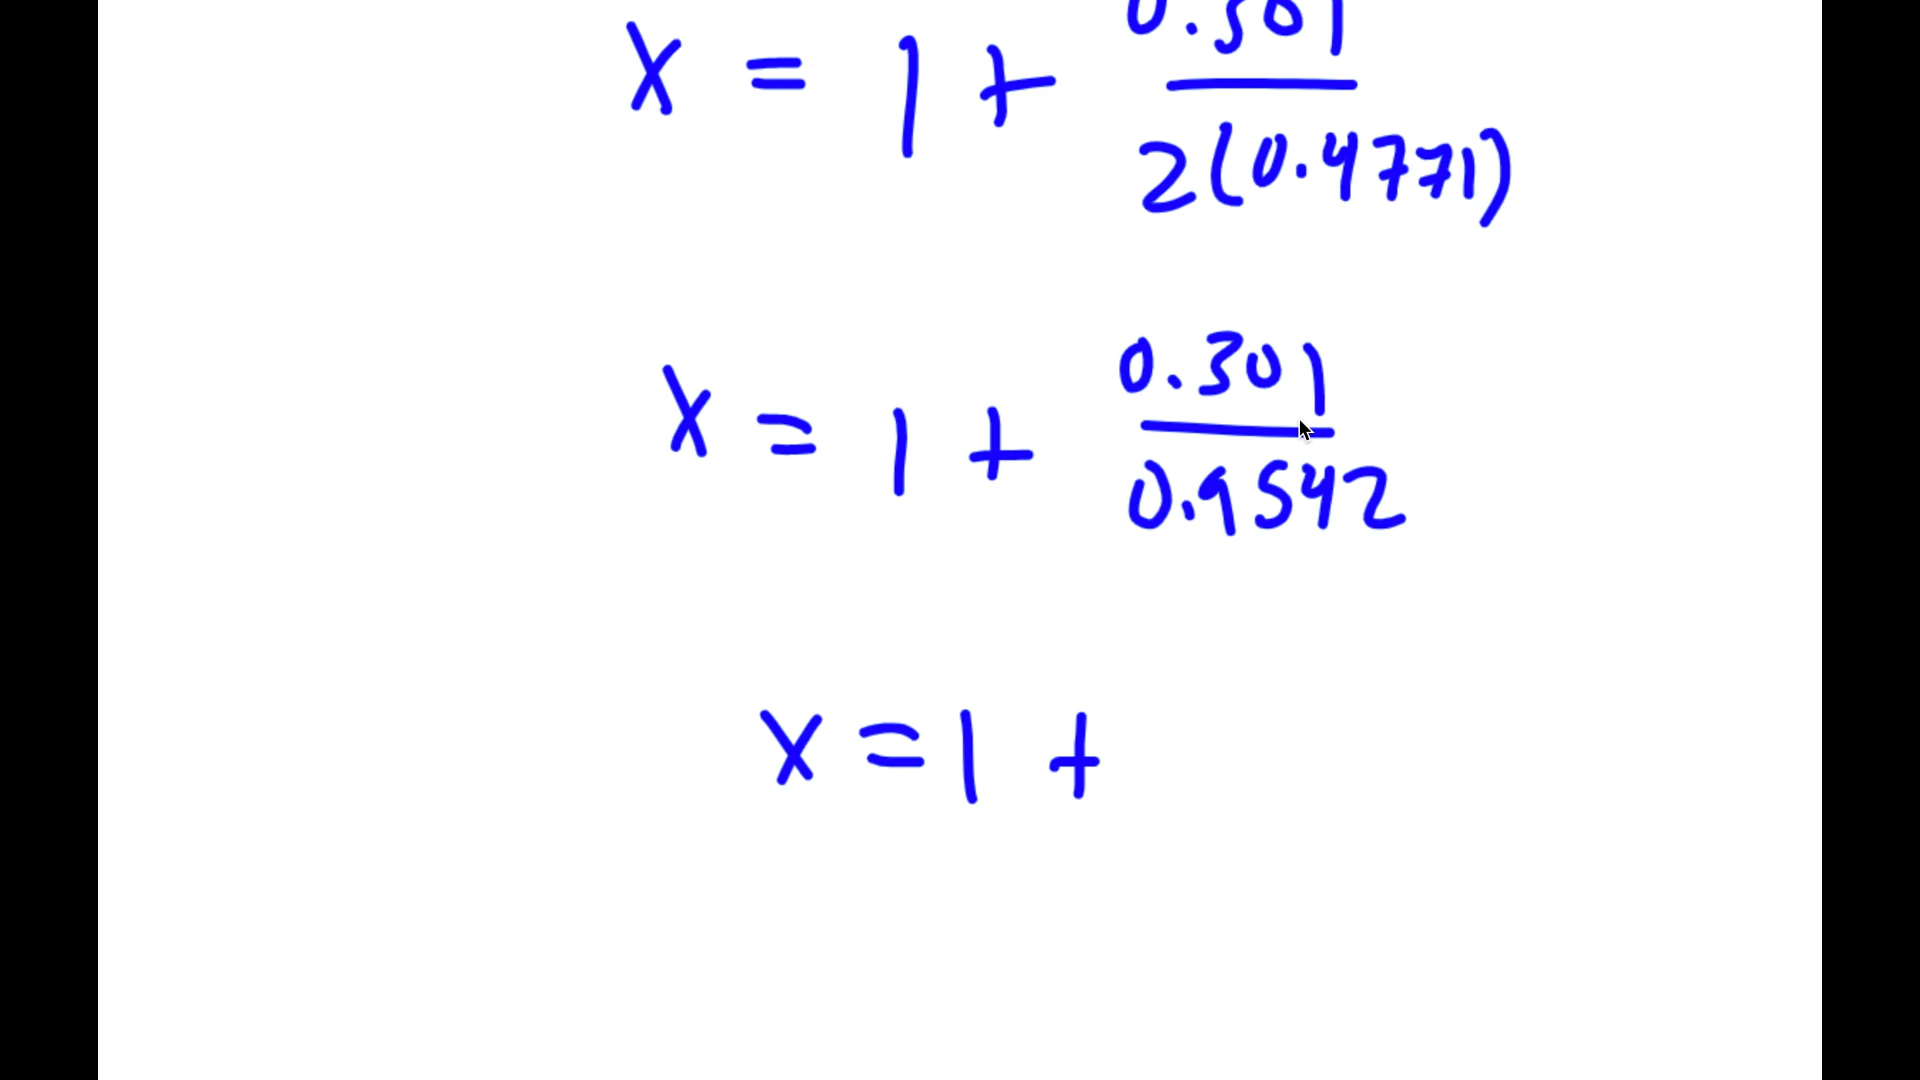 x = 1 + 0.301 / 2(0.4771)
x = 1 + 0.301 / 0.9542
x = 1 +